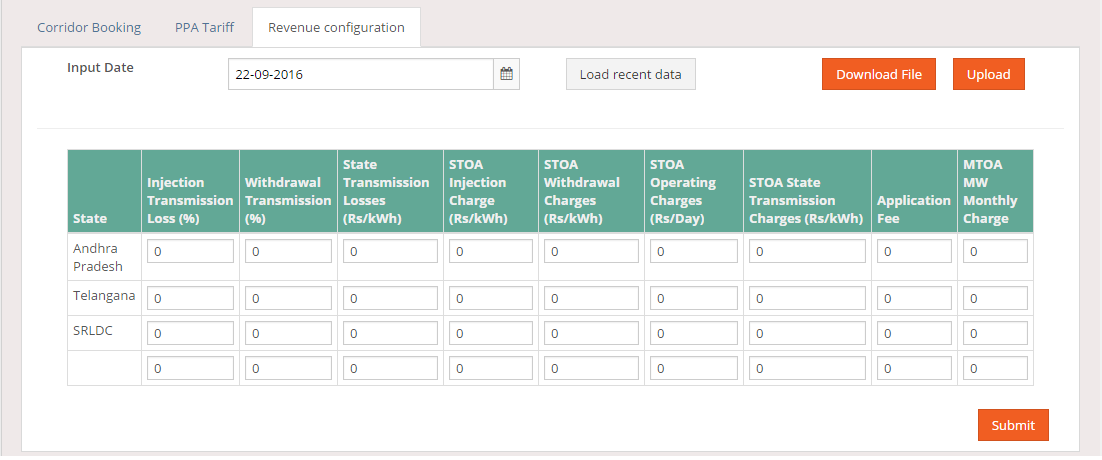 Corridor Booking PPA Tariff Revenue configuration
Input Date 22-09-2016 Load recent data Download File Upload
State
Injection
Transmission
Loss (%)
Withdrawal
Transmission
(%)
State
Transmission
Losses
(Rs/kWh)
STOA
Injection
Charge
(Rs/kWh)
STOA
Withdrawal
Charges
(Rs/kWh)
STOA
Operating
Charges
(Rs/Day)
STOA State
Transmission
Charges (Rs/kWh)
Application
Fee
MTOA
MW
Monthly
Charge
Andhra
Pradesh
0 0 0 0 0 0 0 0 0
Telangana 0 0 0 0 0 0 0 0 0
SRLDC 0 0 0 0 0 0 0 0 0
0 0 0 0 0 0 0 0 0
Submit